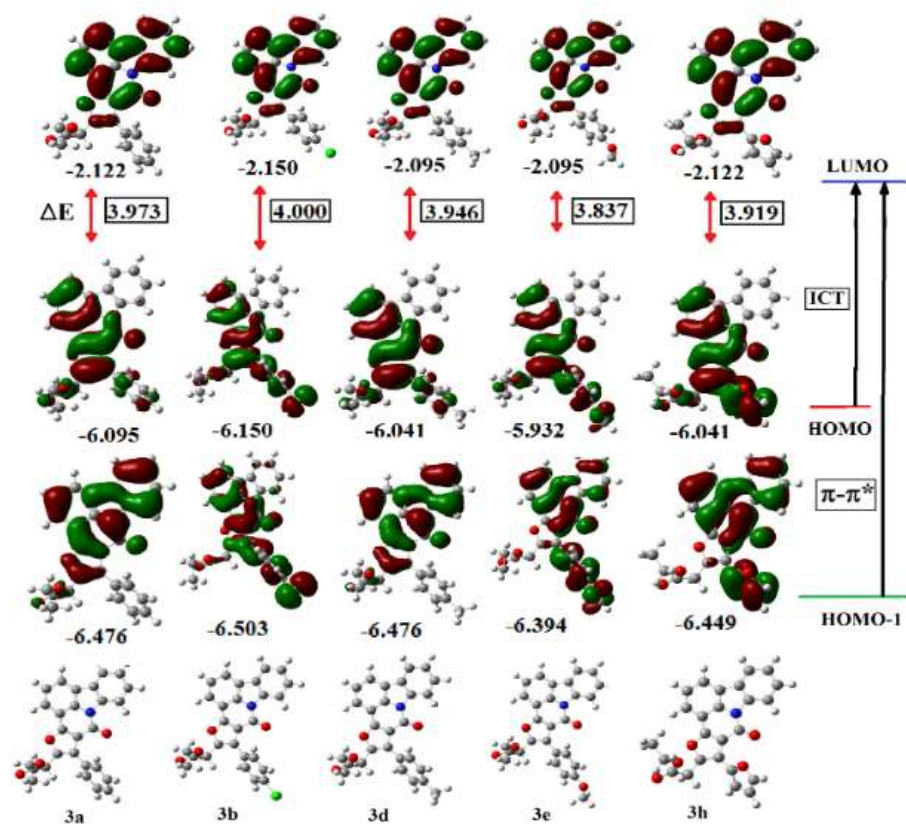 -2.122 -2.150 -2.095 -2.095 -2.122
LUMO
ΔE 3.973 4.000 3.946 3.837 3.919
ICT
-6.095 -6.150 -6.041 -5.932 -6.041
HOMO
π-π*
-6.476 -6.503 -6.476 -6.394 -6.449
HOMO-1
3a 3b 3d 3e 3h